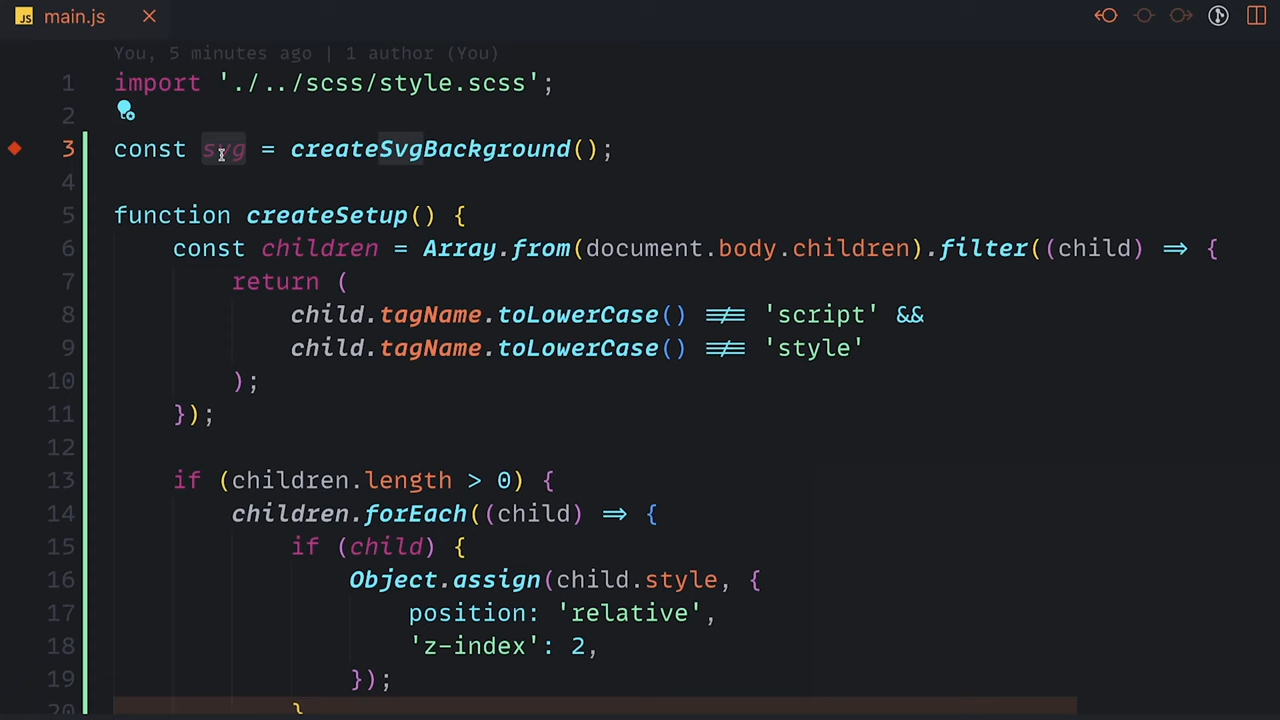 JS main.js
You, 5 minutes ago | 1 author (You)
1 import './../scss/style.scss';
2
3 const svg = createSvgBackground();
4
5 function createSetup() {
6 const children = Array.from(document.body.children).filter((child) => {
7 return (
8 child.tagName.toLowerCase() !== 'script' &&
9 child.tagName.toLowerCase() !== 'style'
10 );
11 });
12
13 if (children.length > 0) {
14 children.forEach((child) => {
15 if (child) {
16 Object.assign(child.style, {
17 position: 'relative',
18 'z-index': 2,
19 });
20 }